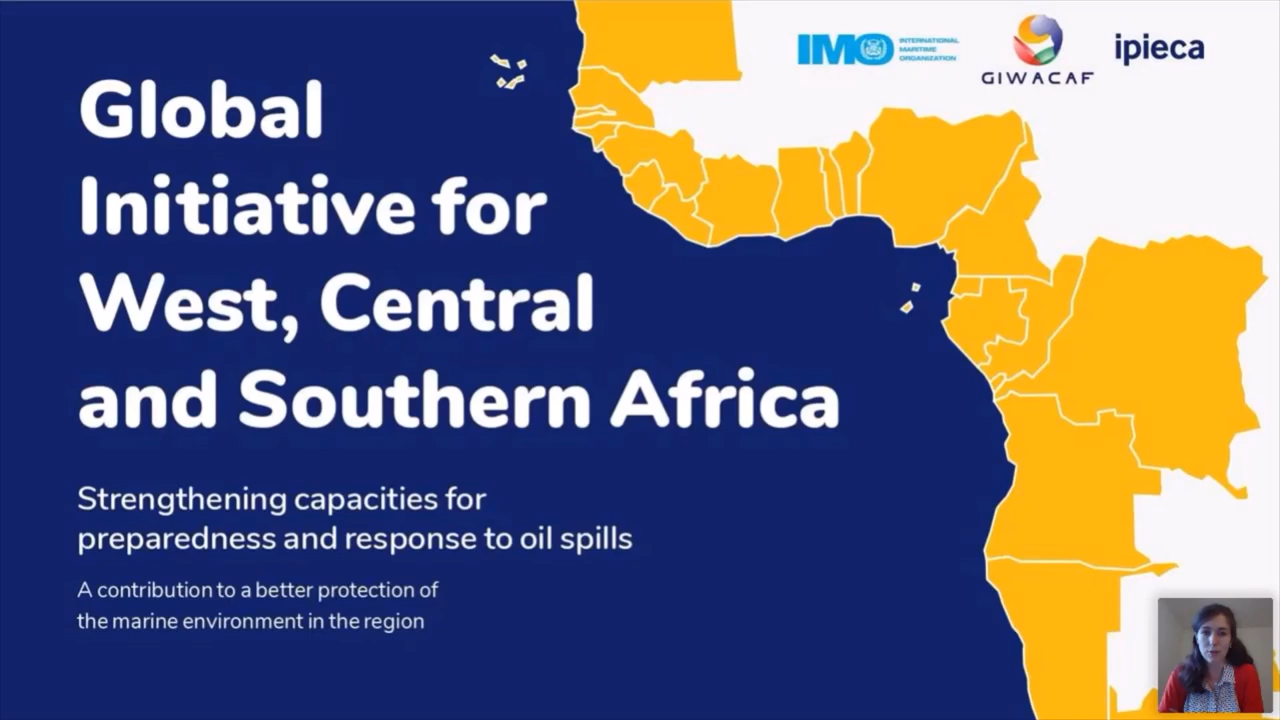 Global
Initiative for
West, Central
and Southern Africa
Strengthening capacities for
preparedness and response to oil spills
A contribution to a better protection of
the marine environment in the region
IMO
INTERNATIONAL
MARITIME
ORGANIZATION
GIWACAF
ipieca